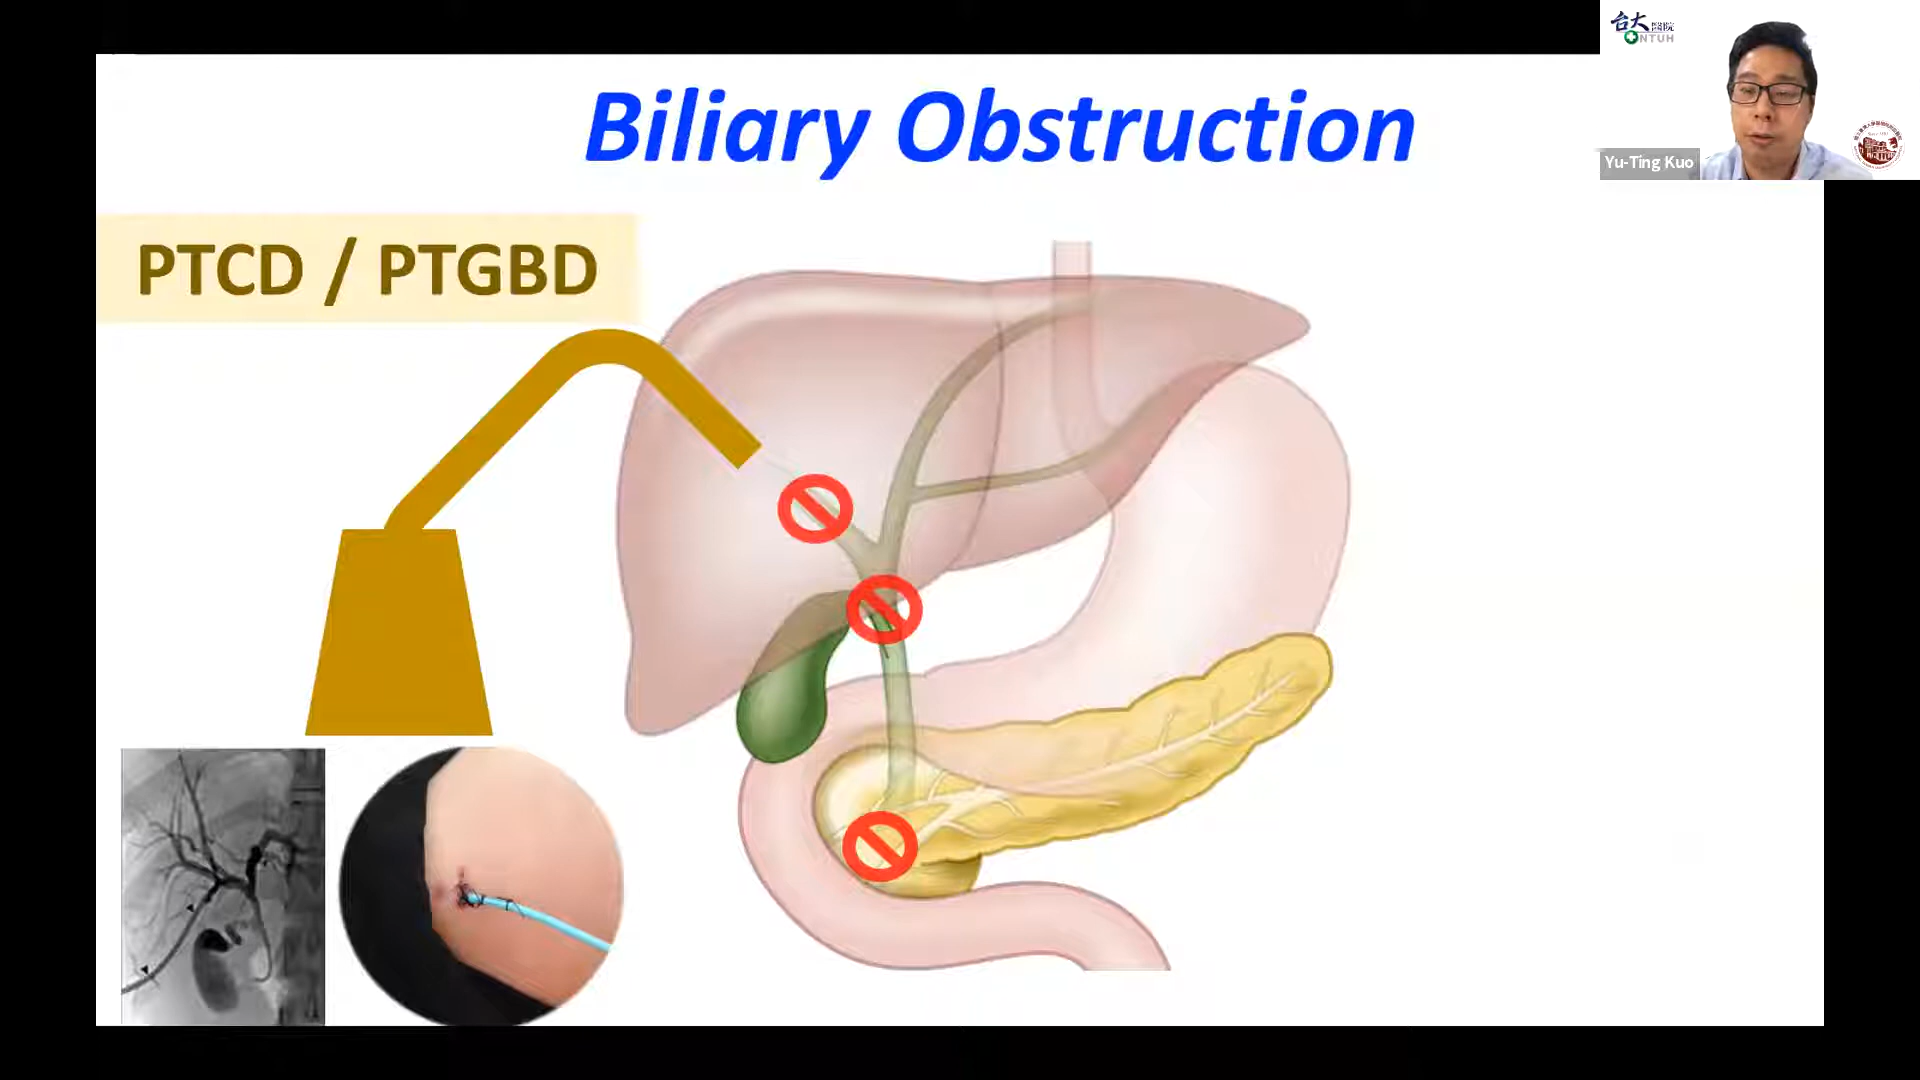 Biliary Obstruction
PTCD / PTGBD
台大醫院
NTUH
Yu-Ting Kuo